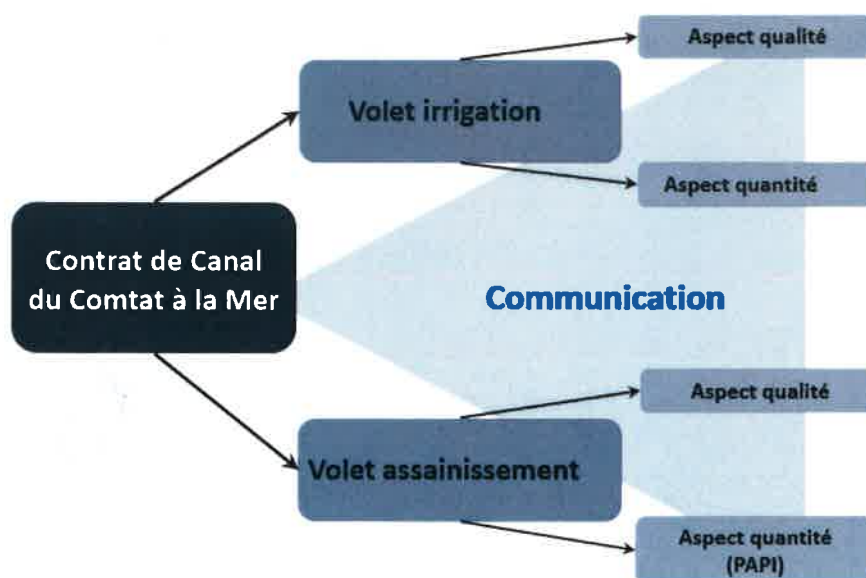 Aspect qualité
Volet irrigation
Aspect quantité
Contrat de Canal
du Comtat à la Mer
Communication
Aspect qualité
Volet assainissement
Aspect quantité
(PAPI)